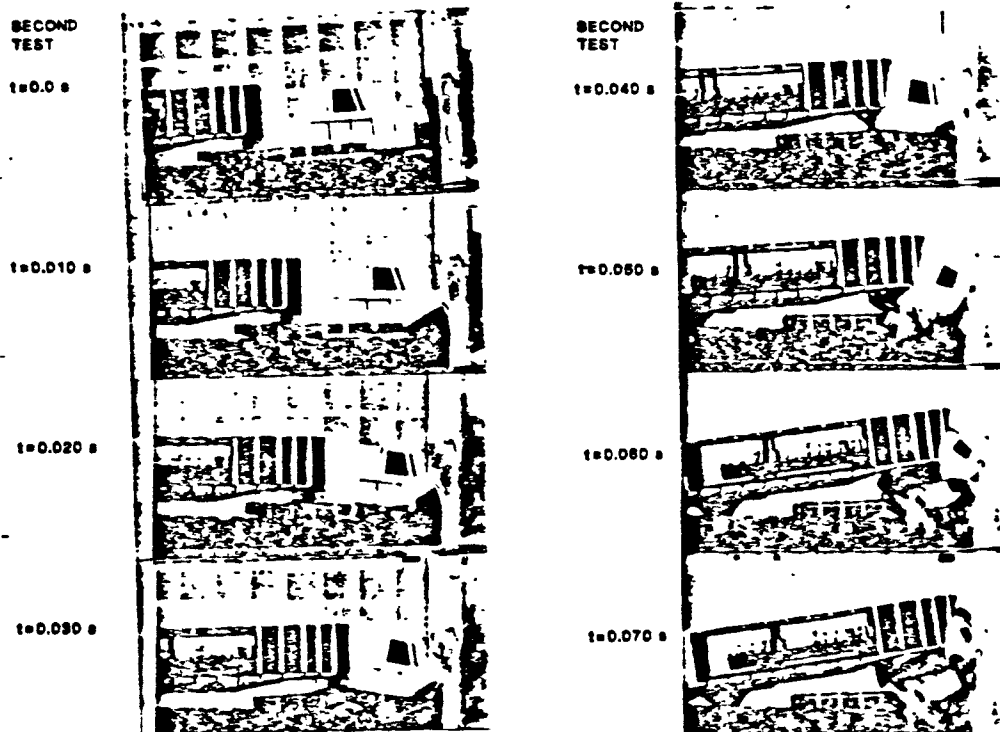 SECOND
TEST
t=0.0 s
t=0.010 s
t=0.020 s
t=0.030 s
SECOND
TEST
t=0.040 s
t=0.050 s
t=0.060 s
t=0.070 s